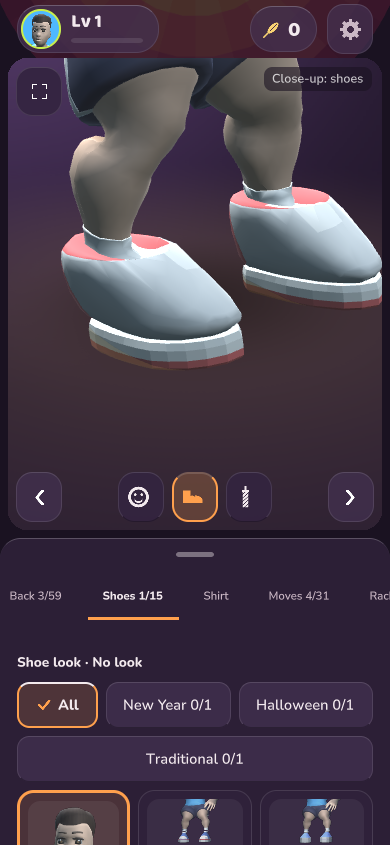 Lv 1
0
Close-up: shoes
Back 3/59
Shoes 1/15
Shirt
Moves 4/31
Shoe look · No look
All
New Year 0/1
Halloween 0/1
Traditional 0/1